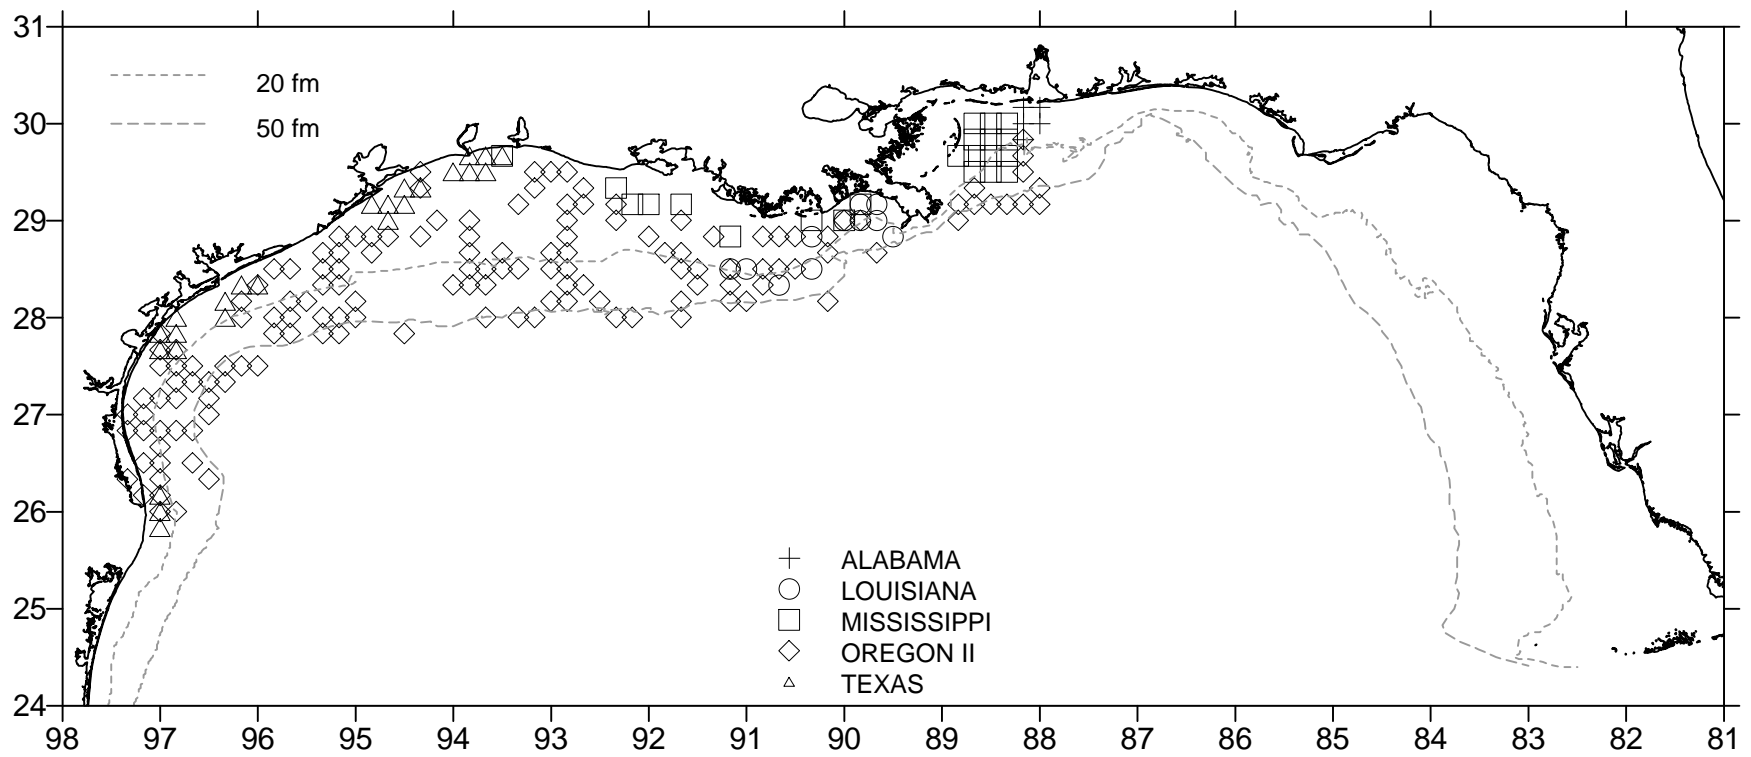 31
20 fm
50 fm
30
29
28
27
26
25
24
ALABAMA
LOUISIANA
MISSISSIPPI
OREGON II
TEXAS
98 97 96 95 94 93 92 91 90 89 88 87 86 85 84 83 82 81